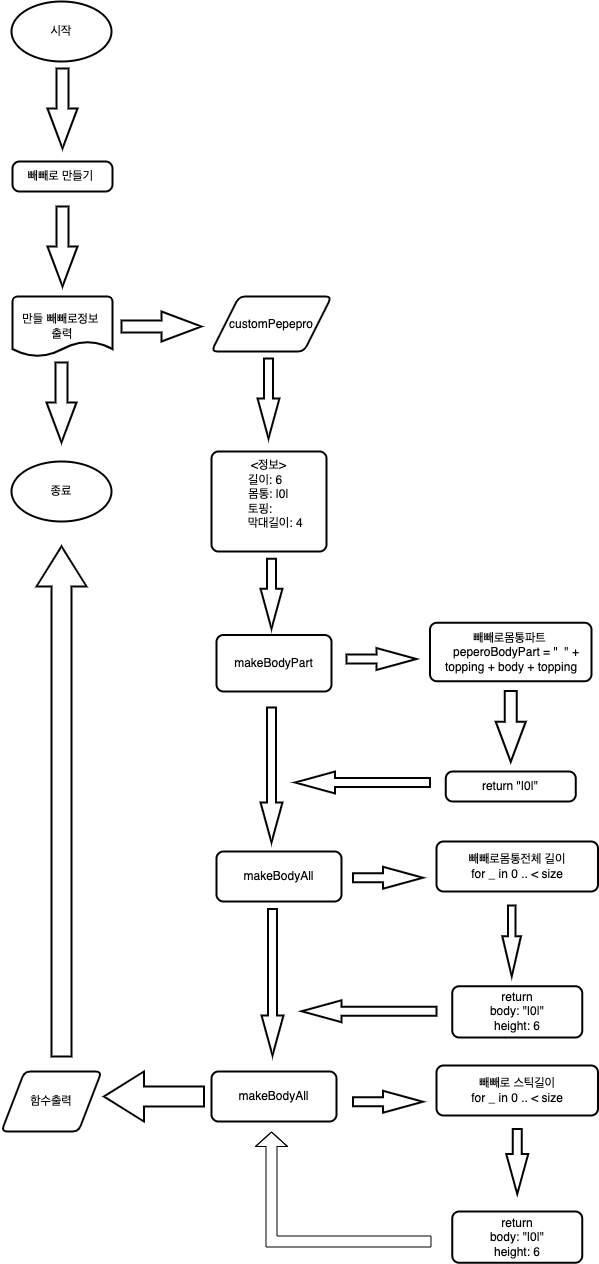 시작
빼빼로 만들기
만들 빼빼로정보
출력
customPepepro
종료
<정보>
길이: 6
몸통: |0|
토핑:
막대길이: 4
makeBodyPart
빼빼로몸통파트
peperoBodyPart = "  " +
topping + body + topping
return "|0|"
makeBodyAll
빼빼로몸통전체 길이
for _ in 0 .. < size
return
body: "|0|"
height: 6
함수출력
makeBodyAll
빼빼로 스틱길이
for _ in 0 .. < size
return
body: "|0|"
height: 6